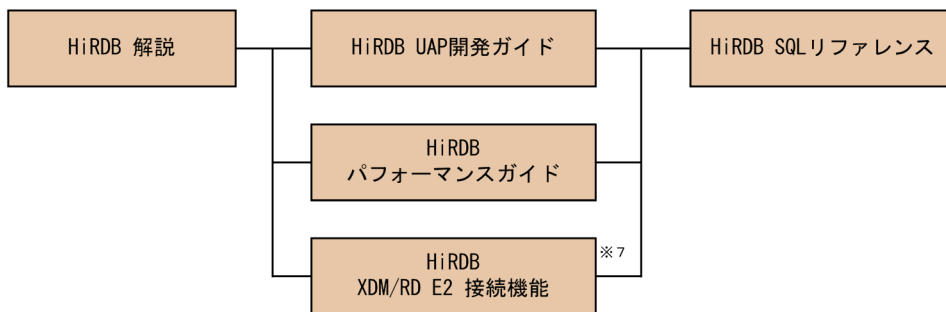 HiRDB 解説
HiRDB UAP開発ガイド
HiRDB SQLリファレンス
HiRDB
パフォーマンスガイド
HiRDB
XDM/RD E2 接続機能
※7